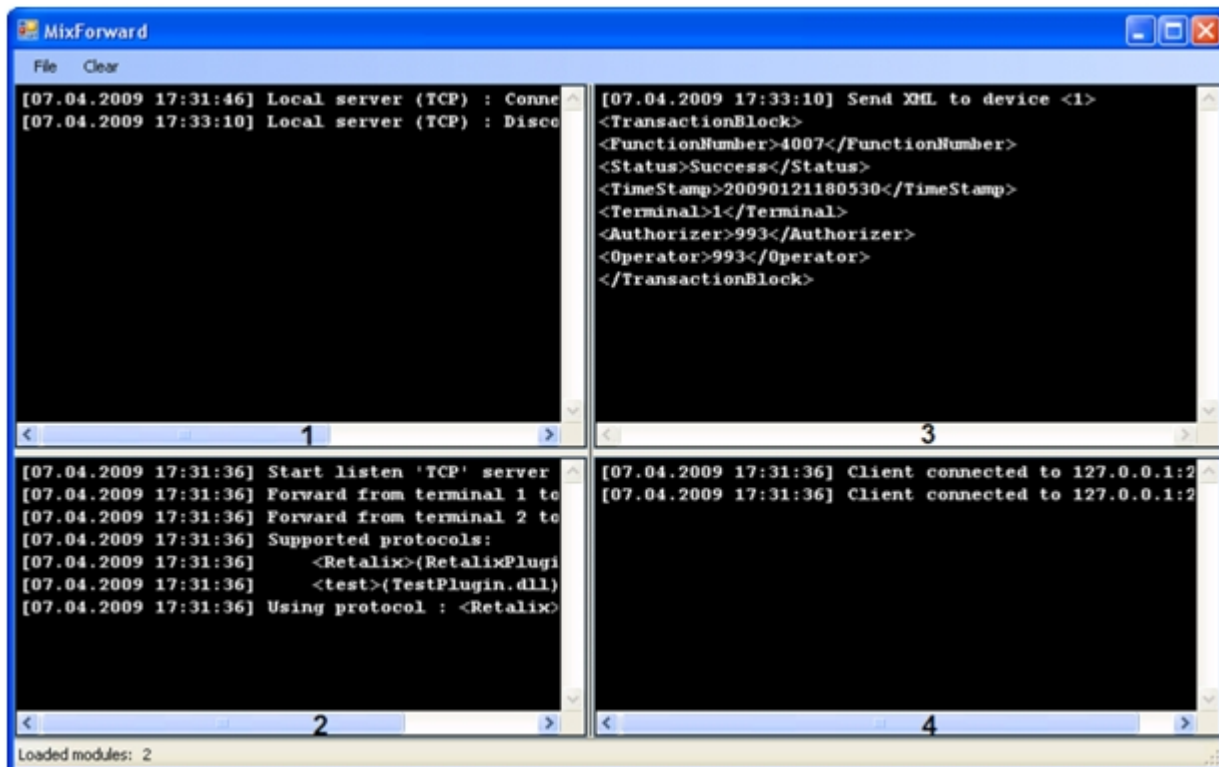 MixForward
File Clear
[07.04.2009 17:31:46] Local server (TCP) : Conne
[07.04.2009 17:33:10] Local server (TCP) : Disco
1
[07.04.2009 17:33:10] Send XML to device <1>
<TransactionBlock>
<FunctionNumber>4007</FunctionNumber>
<Status>Success</Status>
<TimeStamp>20090121180530</TimeStamp>
<Terminal>1</Terminal>
<Authorizer>993</Authorizer>
<Operator>993</Operator>
</TransactionBlock>
3
[07.04.2009 17:31:36] Start listen 'TCP' server
[07.04.2009 17:31:36] Forward from terminal 1 to
[07.04.2009 17:31:36] Forward from terminal 2 to
[07.04.2009 17:31:36] Supported protocols:
[07.04.2009 17:31:36] <Retalix>(RetalixPlugi
[07.04.2009 17:31:36] <test>(TestPlugin.dll)
[07.04.2009 17:31:36] Using protocol : <Retalix>
2
[07.04.2009 17:31:36] Client connected to 127.0.0.1:2
[07.04.2009 17:31:36] Client connected to 127.0.0.1:2
4
Loaded modules: 2